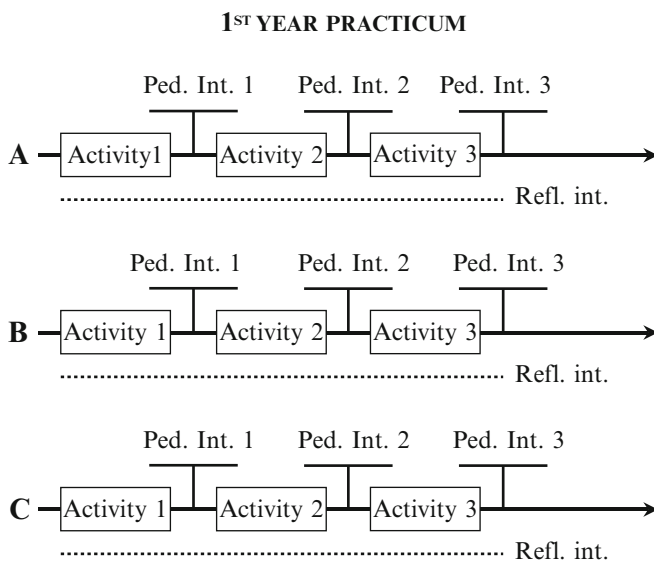 1ST YEAR PRACTICUM
Ped. Int. 1 Ped. Int. 2 Ped. Int. 3
A Activity1 Activity 2 Activity 3
Refl. int.
Ped. Int. 1 Ped. Int. 2 Ped. Int. 3
B Activity 1 Activity 2 Activity 3
Refl. int.
Ped. Int. 1 Ped. Int. 2 Ped. Int. 3
C Activity 1 Activity 2 Activity 3
Refl. int.